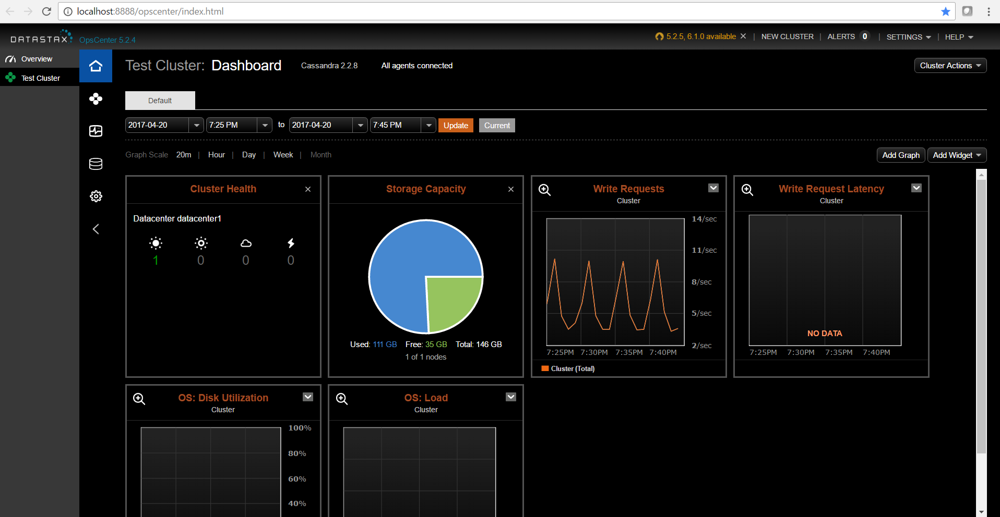 localhost:8888/opscenter/index.html
DATASTAX OpsCenter 5.2.4
5.2.5, 6.1.0 available | NEW CLUSTER | ALERTS 0 | SETTINGS | HELP
Overview
Test Cluster
Test Cluster: Dashboard Cassandra 2.2.8 All agents connected Cluster Actions
Default
2017-04-20 7:25 PM to 2017-04-20 7:45 PM Update Current
Graph Scale 20m | Hour | Day | Week | Month Add Graph Add Widget
Cluster Health
Datacenter datacenter1
1 0 0 0
Storage Capacity
Used: 111 GB Free: 35 GB Total: 146 GB
1 of 1 nodes
Write Requests
Cluster
14/sec
11/sec
8/sec
5/sec
2/sec
7:25PM 7:30PM 7:35PM 7:40PM
Cluster (Total)
Write Request Latency
Cluster
NO DATA
7:25PM 7:30PM 7:35PM 7:40PM
OS: Disk Utilization
Cluster
100%
80%
60%
40%
OS: Load
Cluster